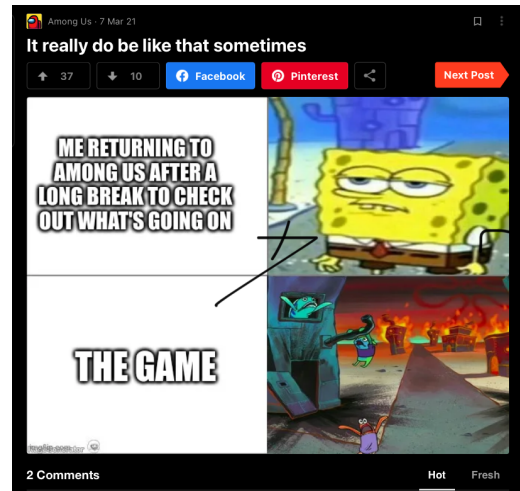 Among Us · 7 Mar 21
It really do be like that sometimes
37
10
Facebook
Pinterest
Next Post
ME RETURNING TO
AMONG US AFTER A
LONG BREAK TO CHECK
OUT WHAT'S GOING ON
THE GAME
2 Comments
Hot
Fresh